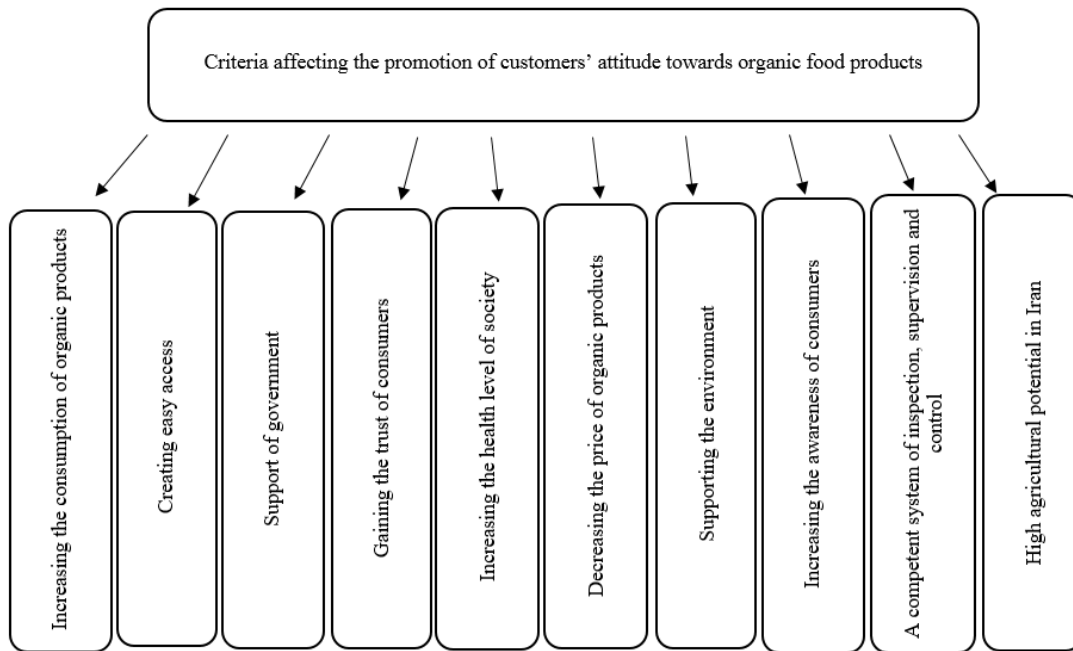 Criteria affecting the promotion of customers’ attitude towards organic food products
Increasing the consumption of organic products
Creating easy access
Support of government
Gaining the trust of consumers
Increasing the health level of society
Decreasing the price of organic products
Supporting the environment
Increasing the awareness of consumers
A competent system of inspection, supervision and
control
High agricultural potential in Iran